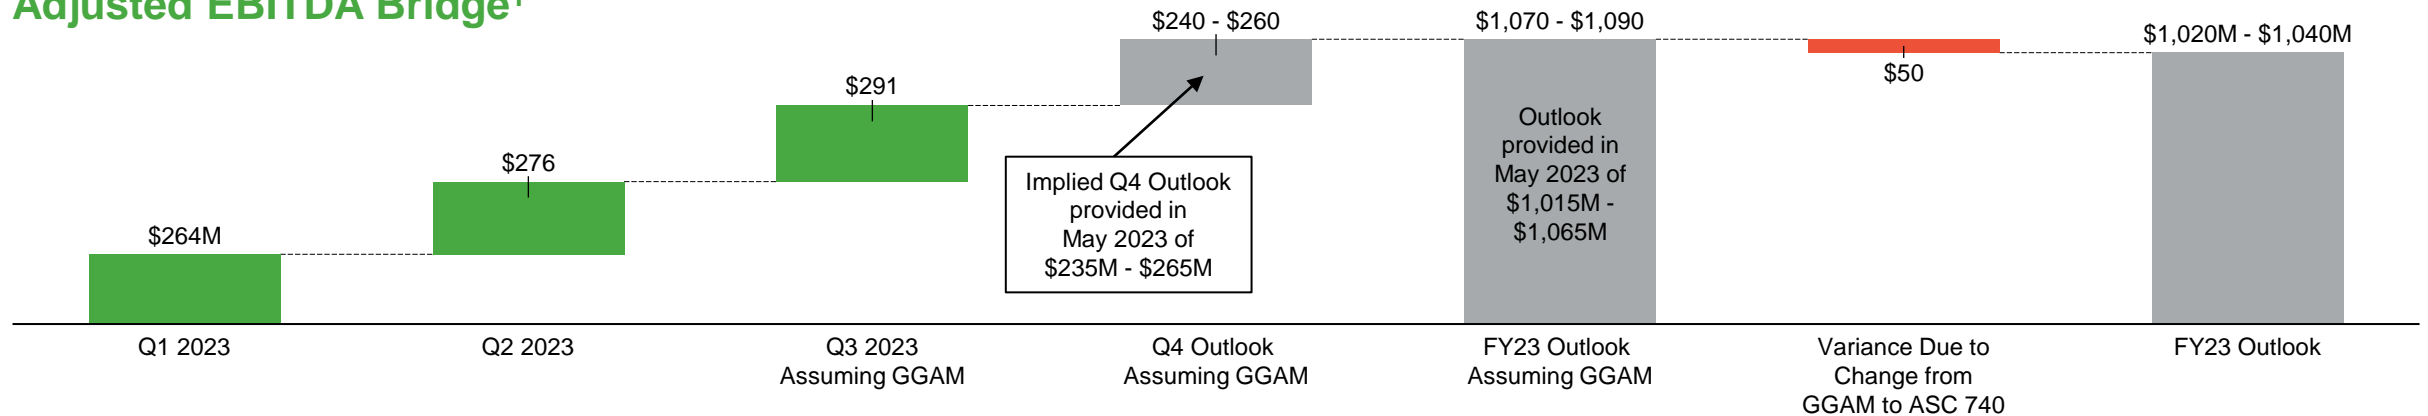 Adjusted EBITDA Bridge¹
$264M
$276
$291
$240 - $260
$1,070 - $1,090
$50
$1,020M - $1,040M
Implied Q4 Outlook
provided in
May 2023 of
$235M - $265M
Outlook
provided in
May 2023 of
$1,015M -
$1,065M
Q1 2023
Q2 2023
Q3 2023
Assuming GGAM
Q4 Outlook
Assuming GGAM
FY23 Outlook
Assuming GGAM
Variance Due to
Change from
GGAM to ASC 740
FY23 Outlook